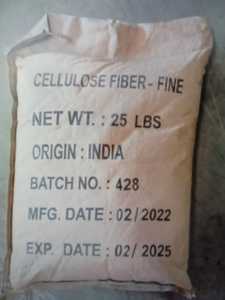 CELLULOSE FIBER - FINE
NET WT. : 25 LBS
ORIGIN : INDIA
BATCH NO. : 428
MFG. DATE : 02/2022
EXP. DATE : 02/2025